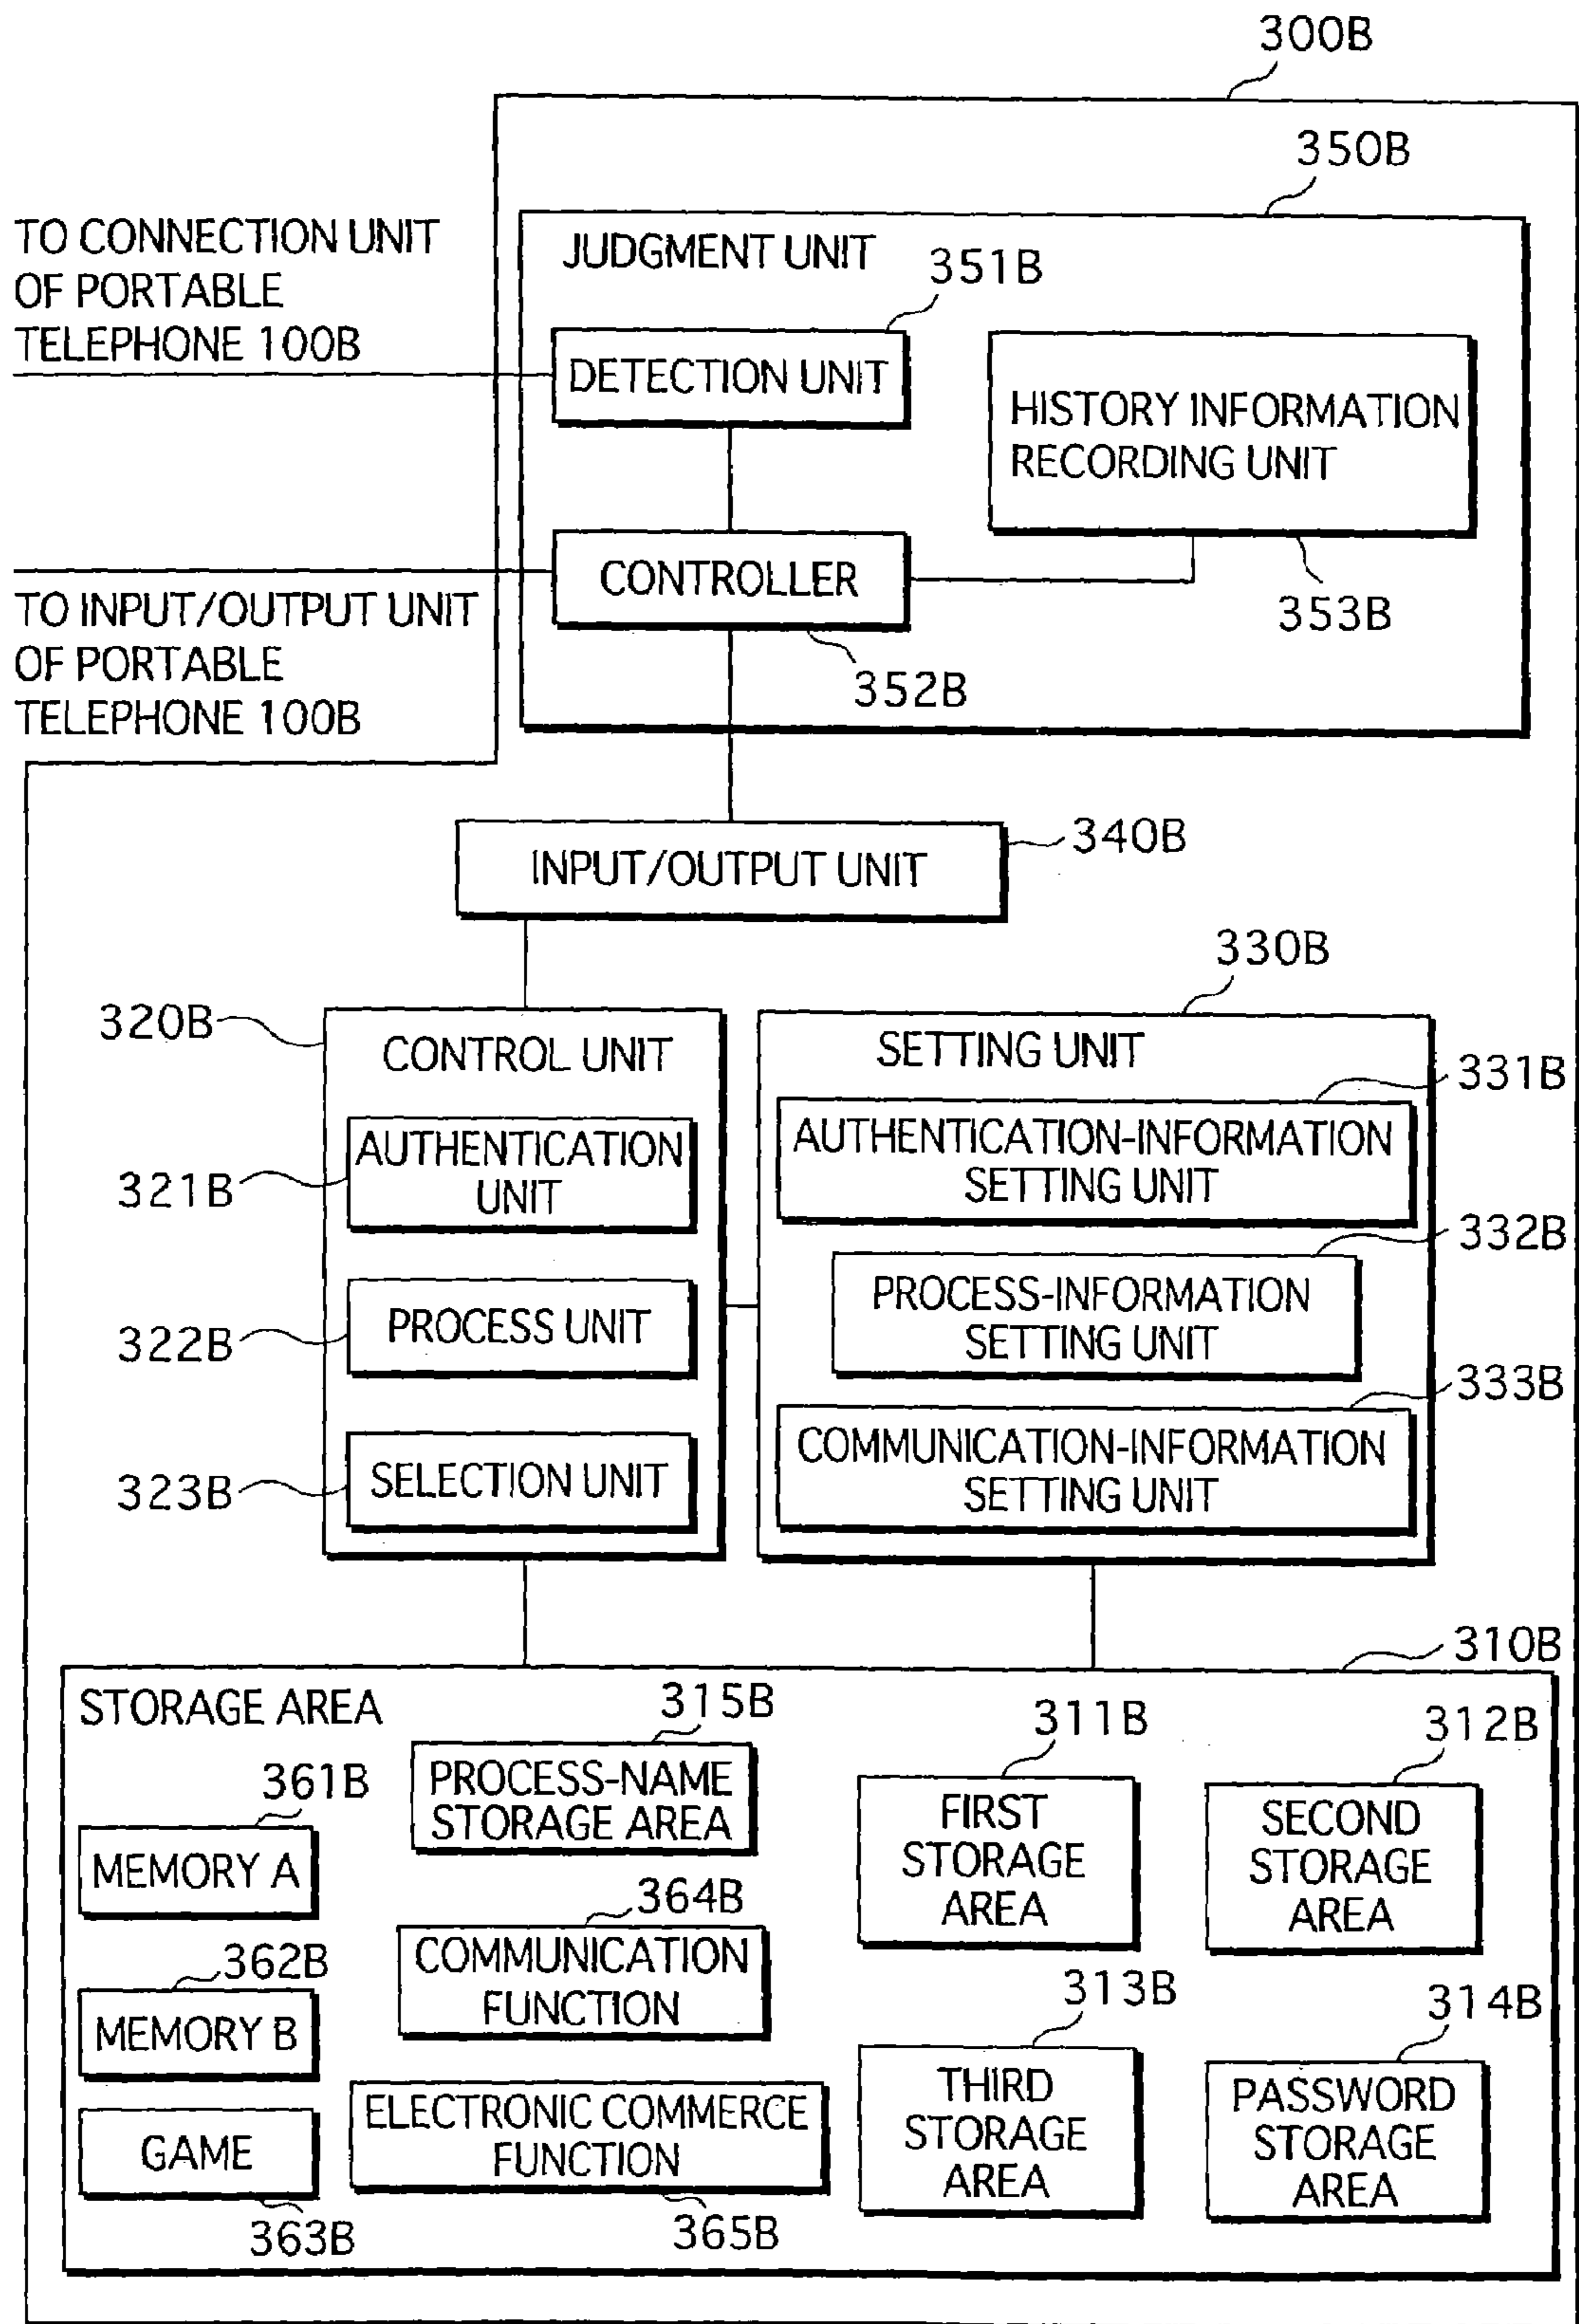 300B
350B
TO CONNECTION UNIT
OF PORTABLE
TELEPHONE 100B
JUDGMENT UNIT
351B
DETECTION UNIT
HISTORY INFORMATION
RECORDING UNIT
CONTROLLER
353B
TO INPUT/OUTPUT UNIT
OF PORTABLE
TELEPHONE 100B
352B
INPUT/OUTPUT UNIT
340B
330B
320B
CONTROL UNIT
SETTING UNIT
331B
AUTHENTICATION
UNIT
321B
AUTHENTICATION-INFORMATION
SETTING UNIT
332B
PROCESS UNIT
322B
PROCESS-INFORMATION
SETTING UNIT
333B
SELECTION UNIT
323B
COMMUNICATION-INFORMATION
SETTING UNIT
310B
STORAGE AREA
315B
311B
312B
361B
PROCESS-NAME
STORAGE AREA
FIRST
STORAGE
AREA
SECOND
STORAGE
AREA
MEMORY A
364B
362B
COMMUNICATION
FUNCTION
313B
314B
MEMORY B
THIRD
STORAGE
AREA
PASSWORD
STORAGE
AREA
ELECTRONIC COMMERCE
FUNCTION
GAME
363B
365B